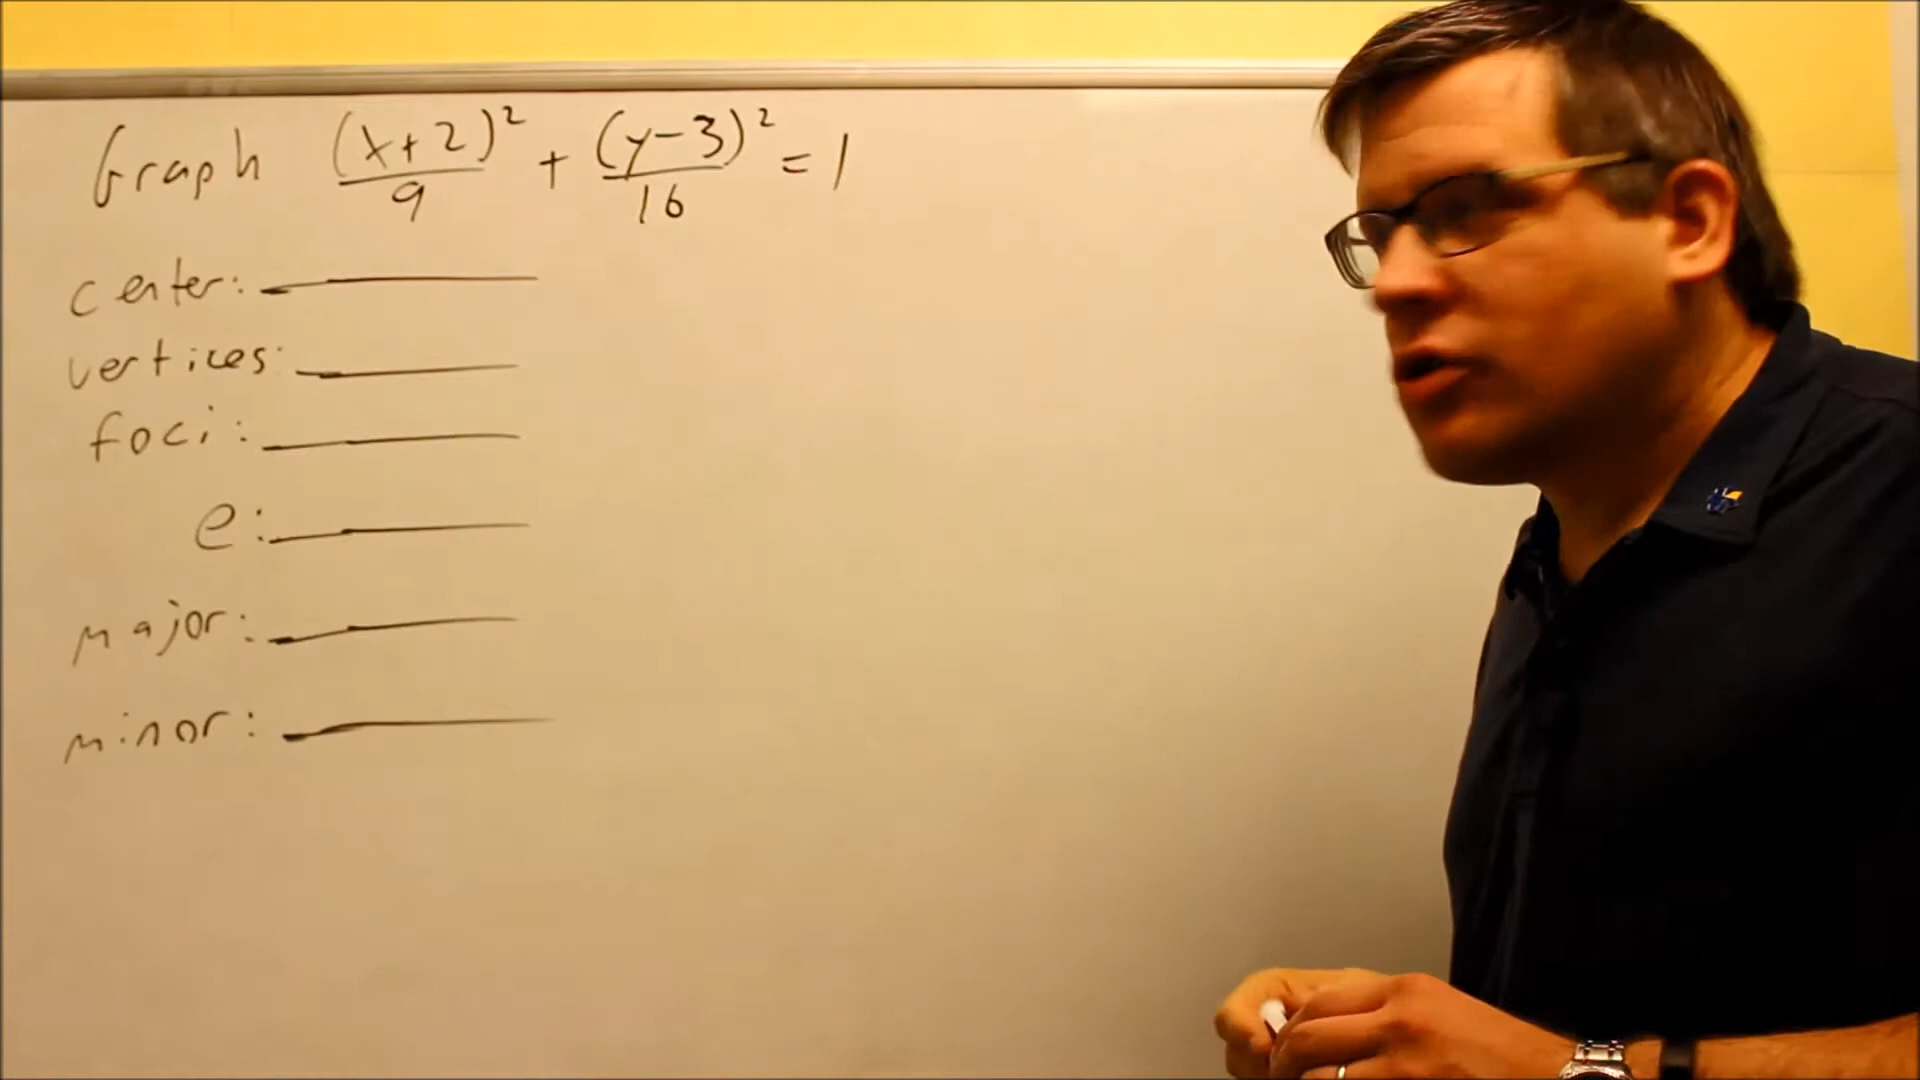 Graph (x+2)²/9 + (y-3)²/16 = 1
center:
vertices:
foci:
e:
major:
minor: